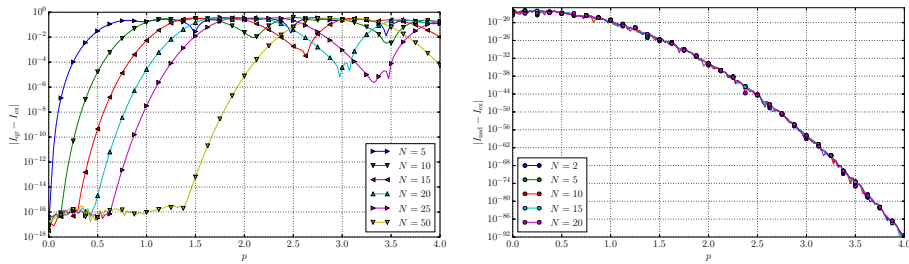 10^0
10^-2
10^-4
10^-6
10^-8
10^-10
10^-12
10^-14
10^-16
10^-18
|I_qr − I_ex|
0.0 0.5 1.0 1.5 2.0 2.5 3.0 3.5 4.0
p
N = 5
N = 10
N = 15
N = 20
N = 25
N = 50
10^-20
10^-26
10^-32
10^-38
10^-44
10^-50
10^-56
10^-62
10^-68
10^-74
10^-80
10^-86
10^-92
0.0 0.5 1.0 1.5 2.0 2.5 3.0 3.5 4.0
p
N = 2
N = 5
N = 10
N = 15
N = 20